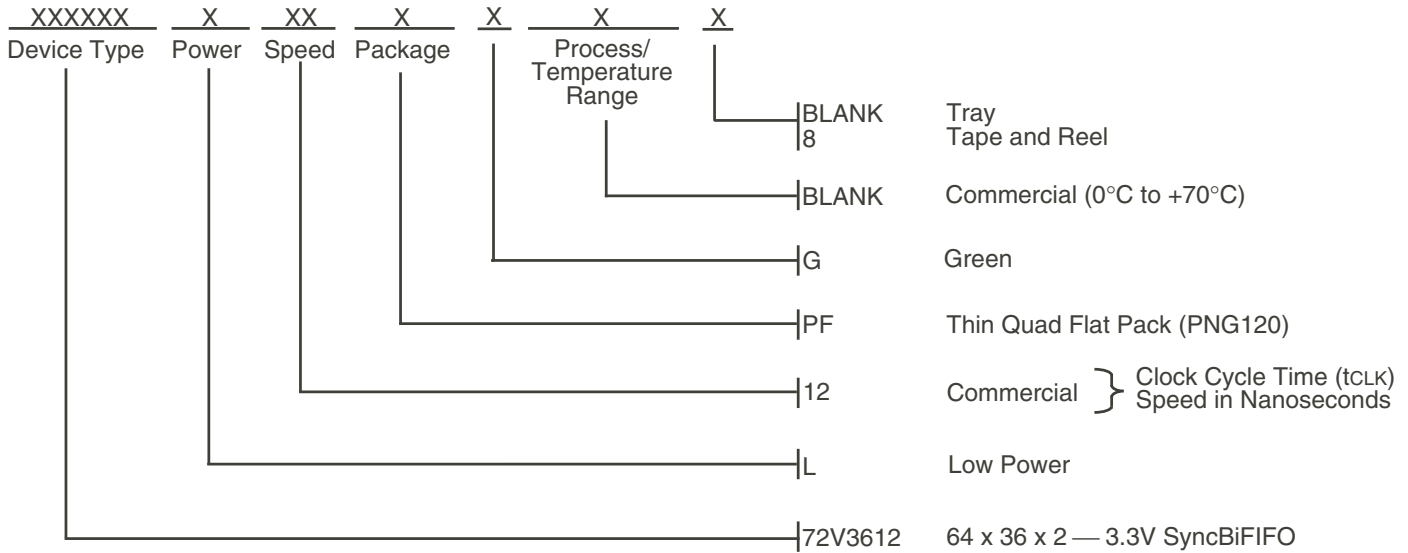 XXXXXX X XX X X X X
Device Type Power Speed Package Process/
Temperature
Range
BLANK Tray
8 Tape and Reel
BLANK Commercial (0°C to +70°C)
G Green
PF Thin Quad Flat Pack (PNG120)
12 Commercial } Clock Cycle Time (tCLK)
Speed in Nanoseconds
L Low Power
72V3612 64 x 36 x 2 — 3.3V SyncBiFIFO